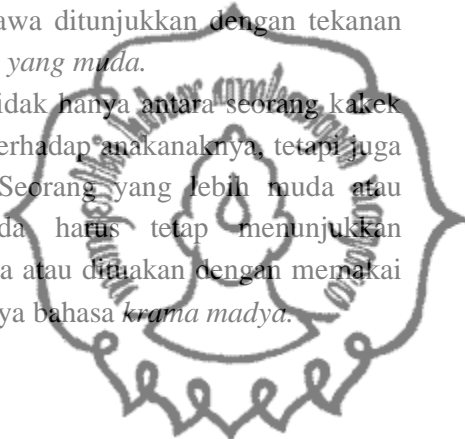 awa ditunjukkan dengan tekanan
yang muda.
idak hanya antara seorang kakek
erhadap anakanaknya, tetapi juga
Seorang yang lebih muda atau
da harus tetap menunjukkan
a atau dituakan dengan memakai
ya bahasa krama madya.